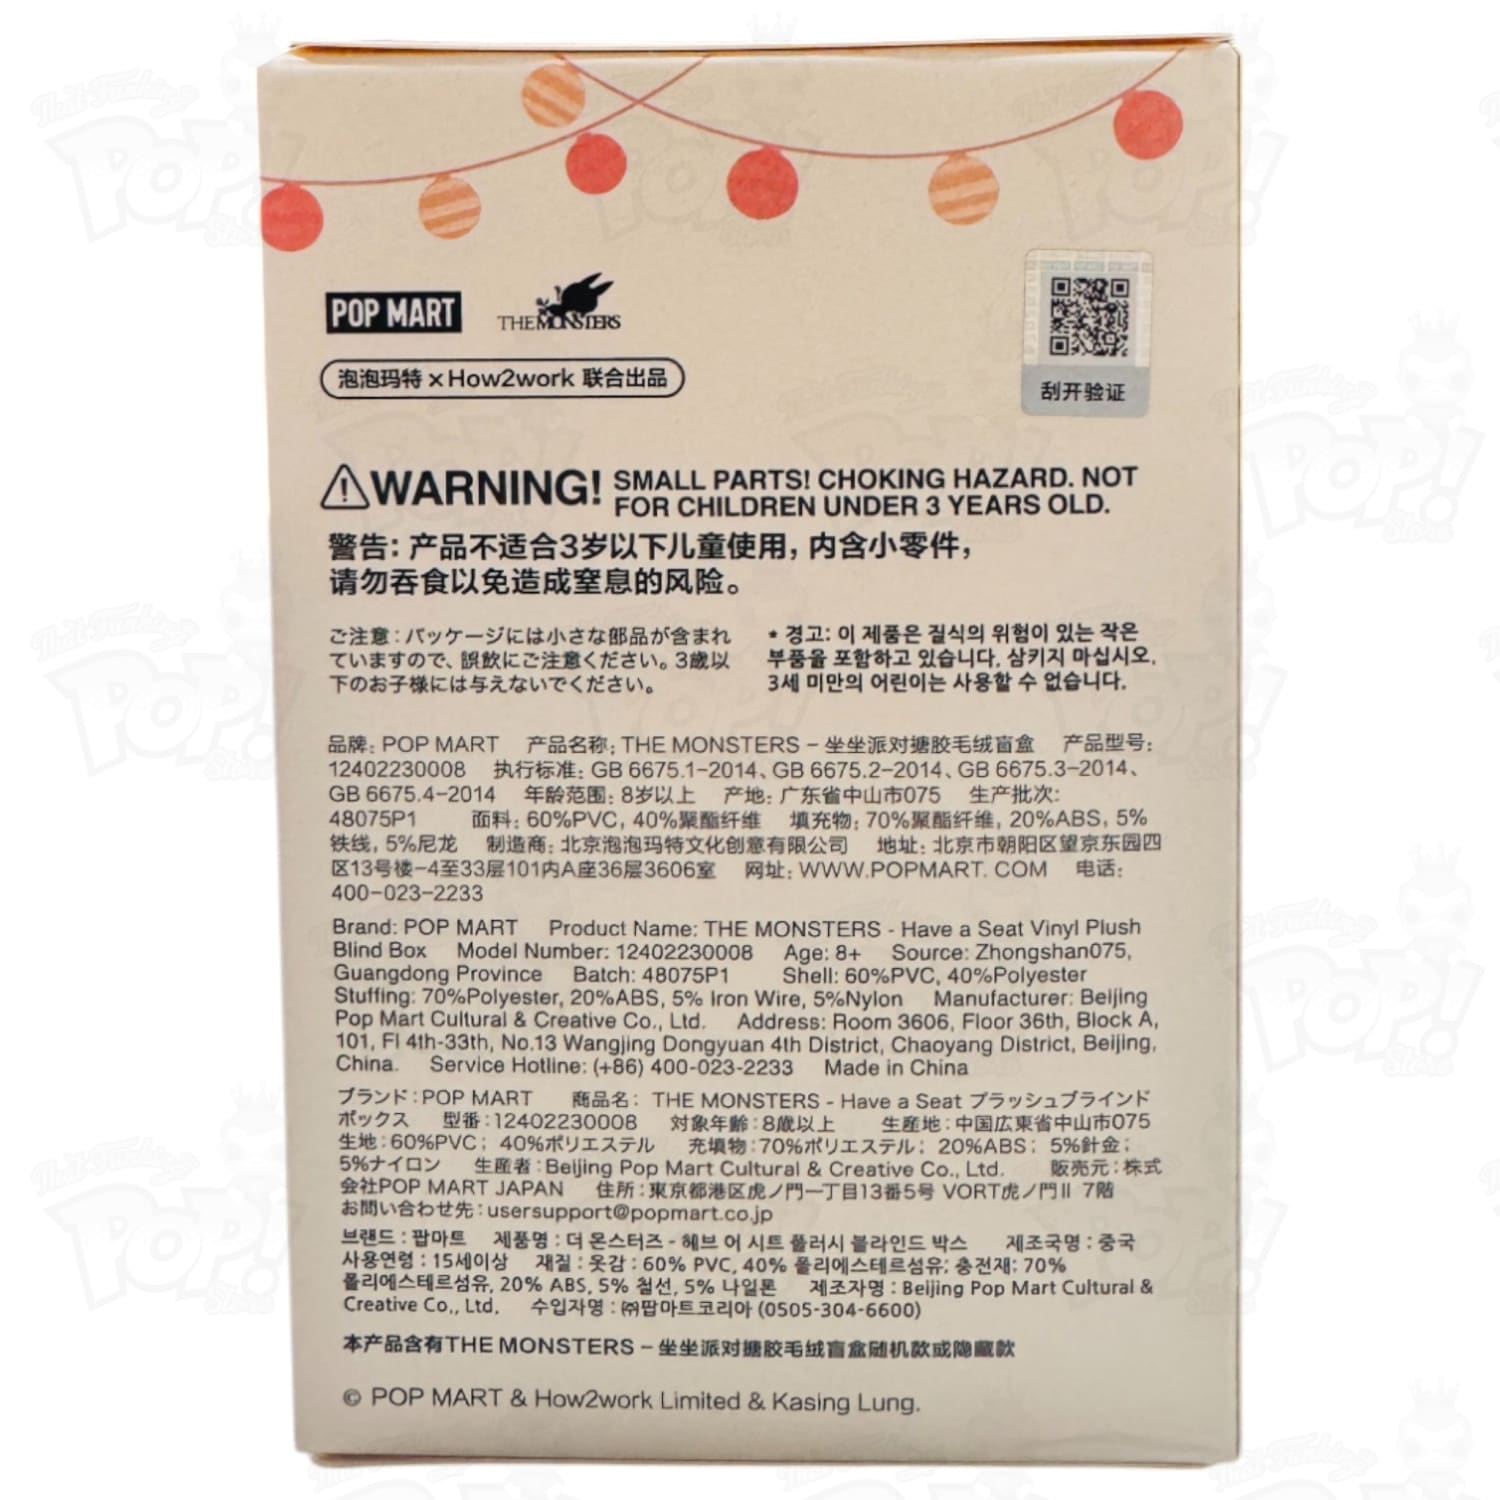 POP MART
THE MONSTERS
泡泡玛特 × How2work 联合出品
刮开验证
WARNING! SMALL PARTS! CHOKING HAZARD. NOT
FOR CHILDREN UNDER 3 YEARS OLD.
警告：产品不适合3岁以下儿童使用，内含小零件，
请勿吞食以免造成窒息的风险。
ご注意：パッケージには小さな部品が含まれ
ていますので、誤飲にご注意ください。3歳以
下のお子様には与えないでください。
* 경고: 이 제품은 질식의 위험이 있는 작은
부품을 포함하고 있습니다. 삼키지 마십시오.
3세 미만의 어린이는 사용할 수 없습니다.
品牌：POP MART 产品名称：THE MONSTERS – 坐坐派对搪胶毛绒盲盒 产品型号：
12402230008 执行标准：GB 6675.1–2014、GB 6675.2–2014、GB 6675.3–2014、
GB 6675.4–2014 年龄范围：8岁以上 产地：广东省中山市075 生产批次：
48075P1 面料：60%PVC，40%聚酯纤维 填充物：70%聚酯纤维，20%ABS，5%
铁线，5%尼龙 制造商：北京泡泡玛特文化创意有限公司 地址：北京市朝阳区望京东园四
区13号楼–4至33层101内A座36层3606室 网址：WWW.POPMART. COM 电话：
400–023–2233
Brand: POP MART Product Name: THE MONSTERS - Have a Seat Vinyl Plush
Blind Box Model Number: 12402230008 Age: 8+ Source: Zhongshan075,
Guangdong Province Batch: 48075P1 Shell: 60%PVC, 40%Polyester
Stuffing: 70%Polyester, 20%ABS, 5% Iron Wire, 5%Nylon Manufacturer: Beijing
Pop Mart Cultural & Creative Co., Ltd. Address: Room 3606, Floor 36th, Block A,
101, Fl 4th-33th, No.13 Wangjing Dongyuan 4th District, Chaoyang District, Beijing,
China. Service Hotline: (+86) 400-023-2233 Made in China
ブランド：POP MART 商品名： THE MONSTERS - Have a Seat プラッシュブラインド
ボックス 型番：12402230008 対象年齢：8歳以上 生産地：中国広東省中山市075
生地：60%PVC；40%ポリエステル 充填物：70%ポリエステル；20%ABS；5%針金；
5%ナイロン 生産者：Beijing Pop Mart Cultural & Creative Co., Ltd. 販売元：株式
会社POP MART JAPAN 住所：東京都港区虎ノ門一丁目13番5号 VORT虎ノ門II 7階
お問い合わせ先：usersupport@popmart.co.jp
브랜드 : 팝마트 제품명 : 더 몬스터즈 - 헤브 어 시트 플러시 블라인드 박스 제조국명 : 중국
사용연령 : 15세이상 재질 : 옷감 : 60% PVC, 40% 폴리에스테르섬유; 충전재: 70%
폴리에스테르섬유, 20% ABS, 5% 철선, 5% 나일론 제조자명 : Beijing Pop Mart Cultural &
Creative Co., Ltd. 수입자명 : ㈜팝마트코리아 (0505-304-6600)
本产品含有THE MONSTERS – 坐坐派对搪胶毛绒盲盒随机款或隐藏款
© POP MART & How2work Limited & Kasing Lung.